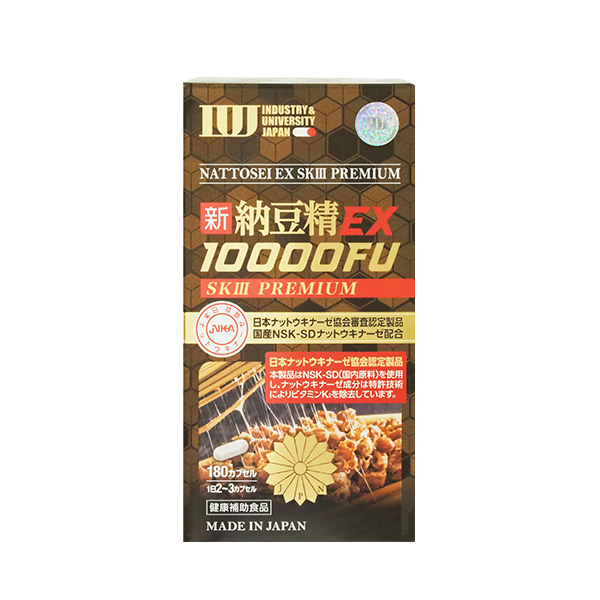 IUJ
INDUSTRY &
UNIVERSITY
JAPAN
NATTOSEI EX SKⅢ PREMIUM
新 納豆精EX
10000FU
SKⅢ PREMIUM
JNKA
日本ナットウキナーゼ協会審査認定製品
国産NSK-SDナットウキナーゼ配合
日本ナットウキナーゼ協会認定製品
本製品はNSK-SD(国内原料)を使用
し、ナットウキナーゼ成分は特許技術
によりビタミンK₂を除去しています。
180カプセル
1日2~3カプセル
JPN
健康補助食品
MADE IN JAPAN